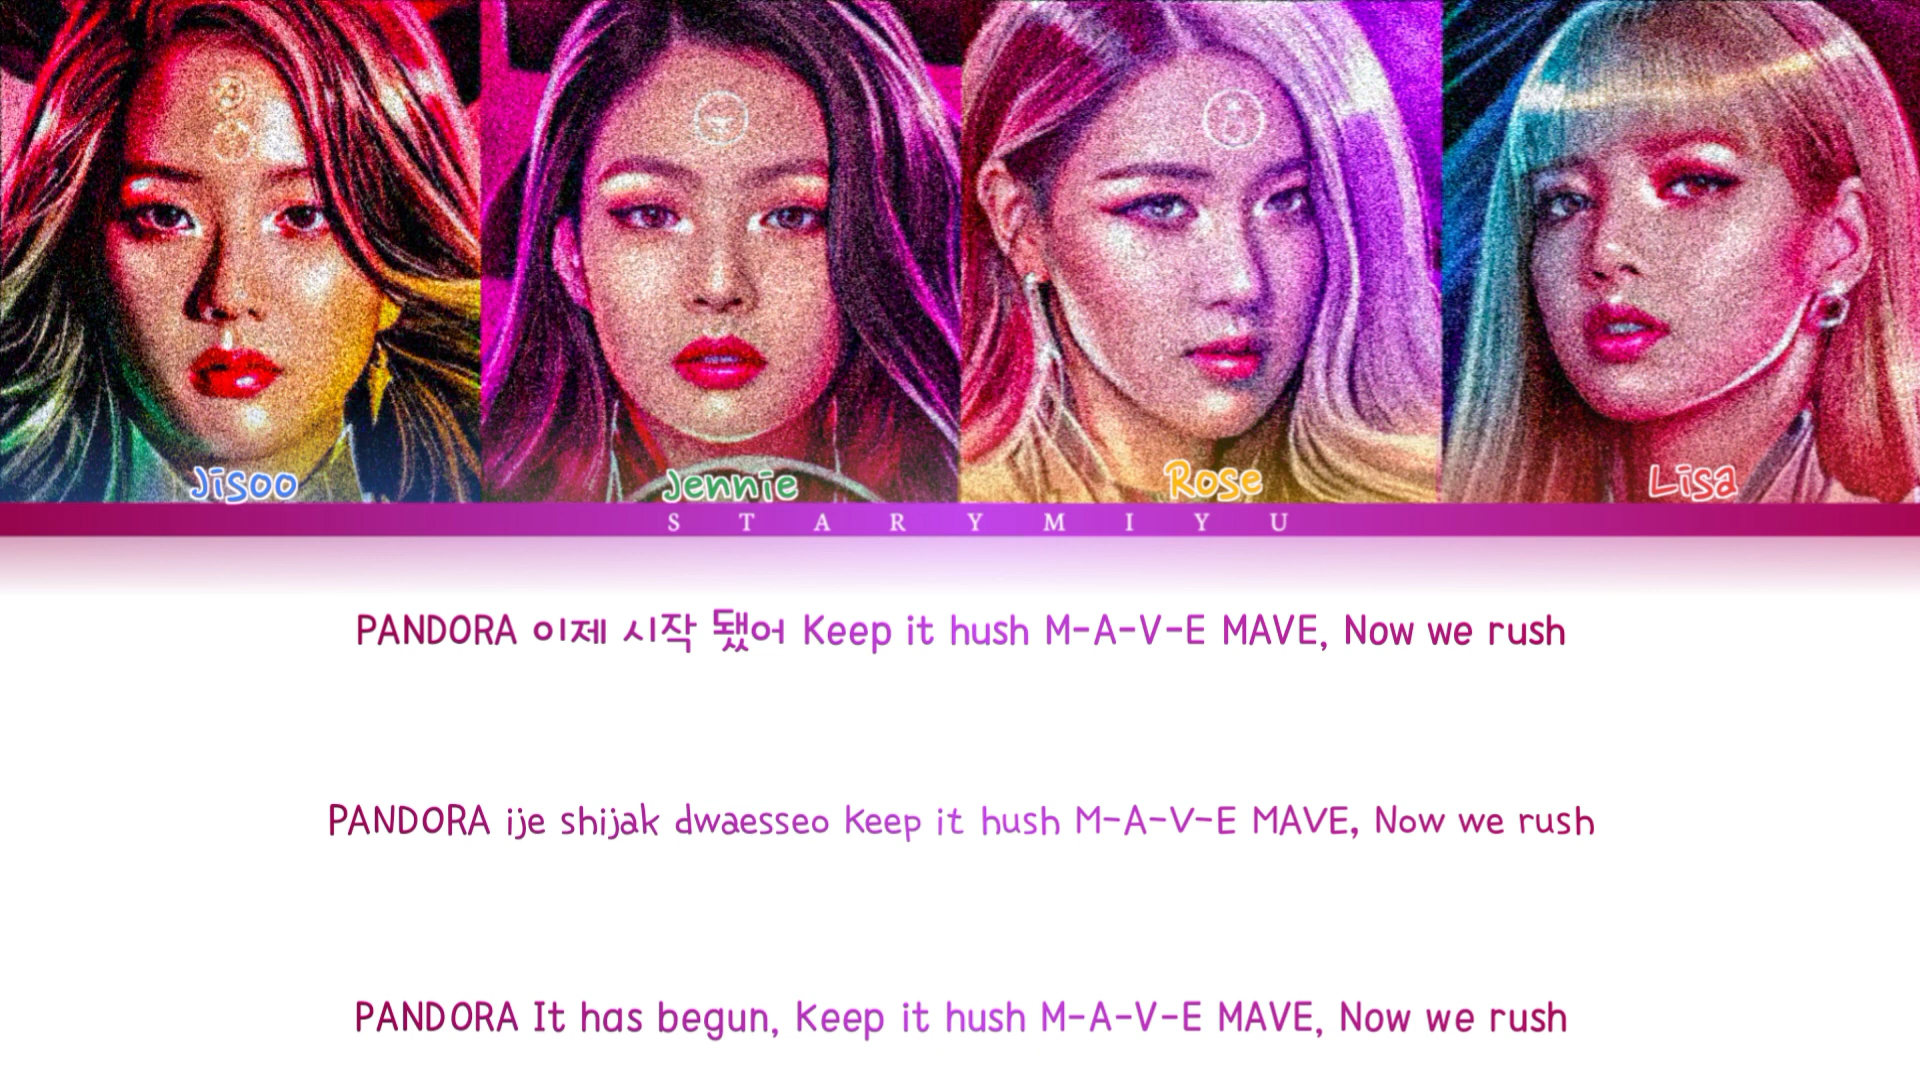 Jisoo Jennie Rose Lisa
STARYMIYU
PANDORA 이제 시작 됐어 Keep it hush M-A-V-E MAVE, Now we rush
PANDORA ije shijak dwaesseo Keep it hush M-A-V-E MAVE, Now we rush
PANDORA It has begun, Keep it hush M-A-V-E MAVE, Now we rush